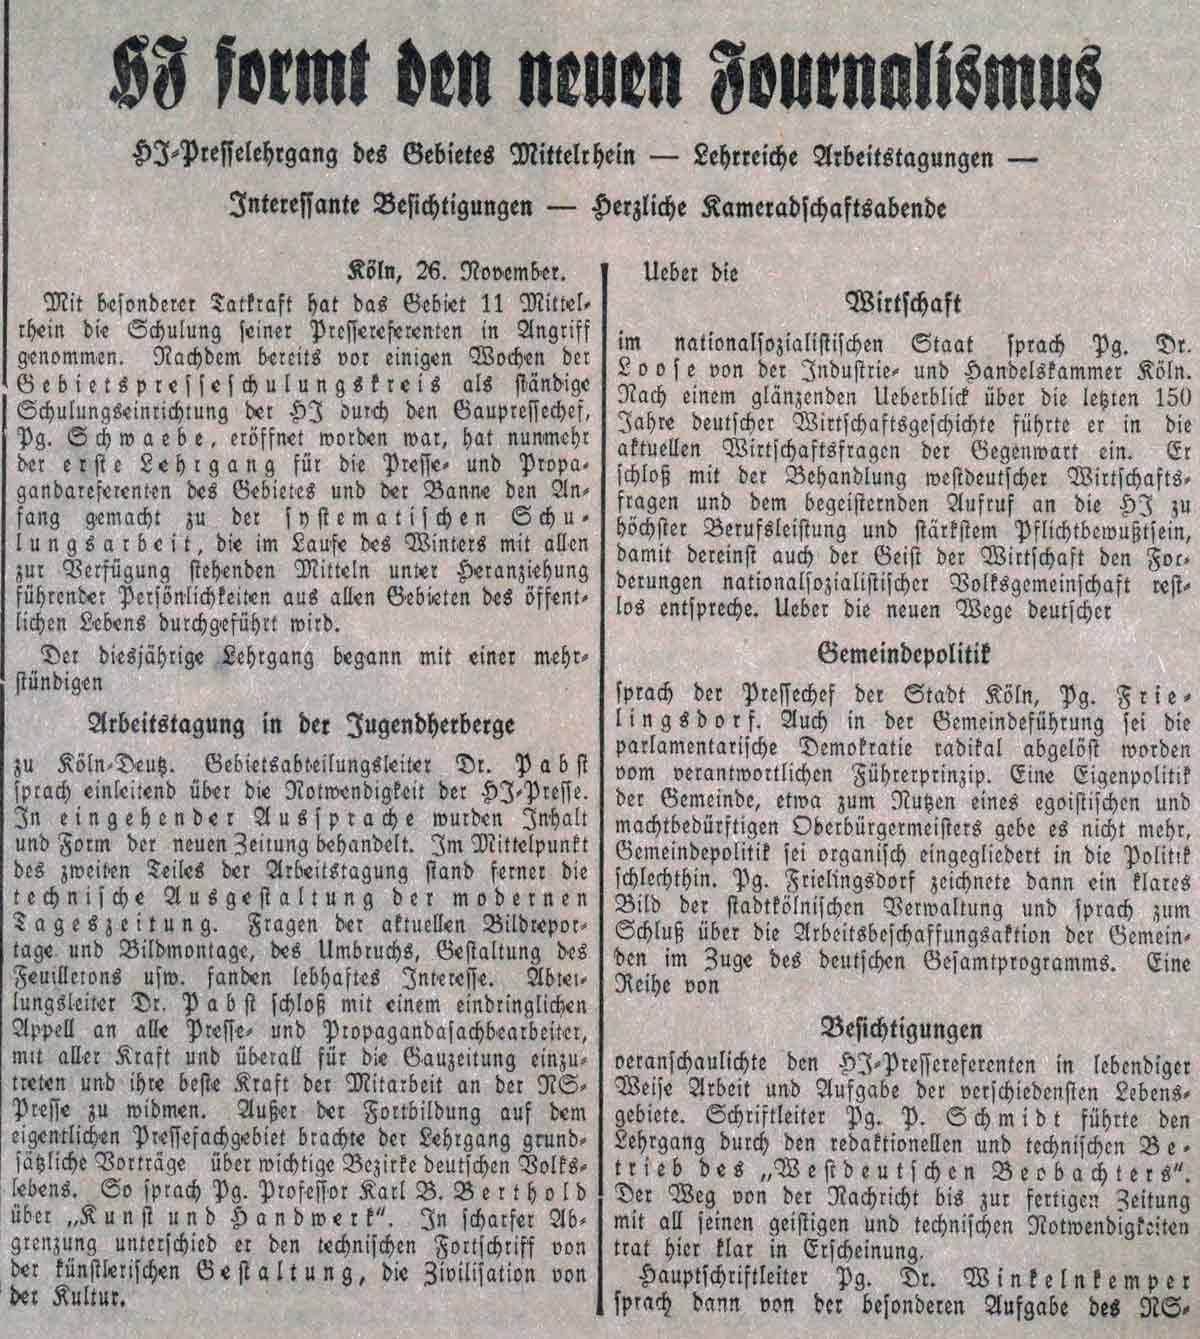 HJ formt den neuen Journalismus
HJ-Presselehrgang des Gebietes Mittelrhein — Lehrreiche Arbeitstagungen —
Interessante Besichtigungen — Herzliche Kameradschaftsabende
Köln, 26. November.
Mit besonderer Tatkraft hat das Gebiet 11 Mittel-
rhein die Schulung seiner Pressereferenten in Angriff
genommen. Nachdem bereits vor einigen Wochen der
Gebietspresseschulungskreis als ständige
Schulungseinrichtung der HJ durch den Gaupressechef,
Pg. Schwaebe, eröffnet worden war, hat nunmehr
der erste Lehrgang für die Presse- und Propa-
gandareferenten des Gebietes und der Banne den An-
fang gemacht zu der systematischen Schu-
lungsarbeit, die im Laufe des Winters mit allen
zur Verfügung stehenden Mitteln unter Heranziehung
führender Persönlichkeiten aus allen Gebieten des öffent-
lichen Lebens durchgeführt wird.
Der diesjährige Lehrgang begann mit einer mehr-
stündigen
Arbeitstagung in der Jugendherberge
zu Köln-Deutz. Gebietsabteilungsleiter Dr. Pabst
sprach einleitend über die Notwendigkeit der HJ-Presse.
In eingehender Aussprache wurden Inhalt
und Form der neuen Zeitung behandelt. Im Mittelpunkt
des zweiten Teiles der Arbeitstagung stand ferner die
technische Ausgestaltung der modernen
Tageszeitung. Fragen der aktuellen Bildrepor-
tage und Bildmontage, des Umbruchs, Gestaltung des
Feuilletons usw. fanden lebhaftes Interesse. Abtei-
lungsleiter Dr. Pabst schloß mit einem eindringlichen
Appell an alle Presse- und Propagandasachbearbeiter,
mit aller Kraft und überall für die Gauzeitung einzu-
treten und ihre beste Kraft der Mitarbeit an der NS-
Presse zu widmen. Außer der Fortbildung auf dem
eigentlichen Pressefachgebiet brachte der Lehrgang grund-
sätzliche Vorträge über wichtige Bezirke deutschen Volks-
lebens. So sprach Pg. Professor Karl B. Berthold
über „Kunst und Handwerk“. In scharfer Ab-
grenzung unterschied er den technischen Fortschriff von
der künstlerischen Gestaltung, die Zivilisation von
der Kultur.
Ueber die
Wirtschaft
im nationalsozialistischen Staat sprach Pg. Dr.
Loose von der Industrie- und Handelskammer Köln.
Nach einem glänzenden Ueberblick über die letzten 150
Jahre deutscher Wirtschaftsgeschichte führte er in die
aktuellen Wirtschaftsfragen der Gegenwart ein. Er
schloß mit der Behandlung westdeutscher Wirtschafts-
fragen und dem begeisternden Aufruf an die HJ zu
höchster Berufsleistung und stärkstem Pflichtbewußtsein,
damit dereinst auch der Geist der Wirtschaft den For-
derungen nationalsozialistischer Volksgemeinschaft rest-
los entspreche. Ueber die neuen Wege deutscher
Gemeindepolitik
sprach der Pressechef der Stadt Köln, Pg. Frie-
lingsdorf. Auch in der Gemeindeführung sei die
parlamentarische Demokratie radikal abgelöst worden
vom verantwortlichen Führerprinzip. Eine Eigenpolitik
der Gemeinde, etwa zum Nutzen eines egoistischen und
machtbedürftigen Oberbürgermeisters gebe es nicht mehr,
Gemeindepolitik sei organisch eingegliedert in die Politik
schlechthin. Pg. Frielingsdorf zeichnete dann ein klares
Bild der stadtkölnischen Verwaltung und sprach zum
Schluß über die Arbeitsbeschaffungsaktion der Gemein-
den im Zuge des deutschen Gesamtprogramms. Eine
Reihe von
Besichtigungen
veranschaulichte den HJ-Pressereferenten in lebendiger
Weise Arbeit und Aufgabe der verschiedensten Lebens-
gebiete. Schriftleiter Pg. P. Schmidt führte den
Lehrgang durch den redaktionellen und technischen Be-
trieb des „Westdeutschen Beobachters“.
Der Weg von der Nachricht bis zur fertigen Zeitung
mit all seinen geistigen und technischen Notwendigkeiten
trat hier klar in Erscheinung.
Hauptschriftleiter Pg. Dr. Winkelnkemper
sprach dann von der besonderen Aufgabe des NS-